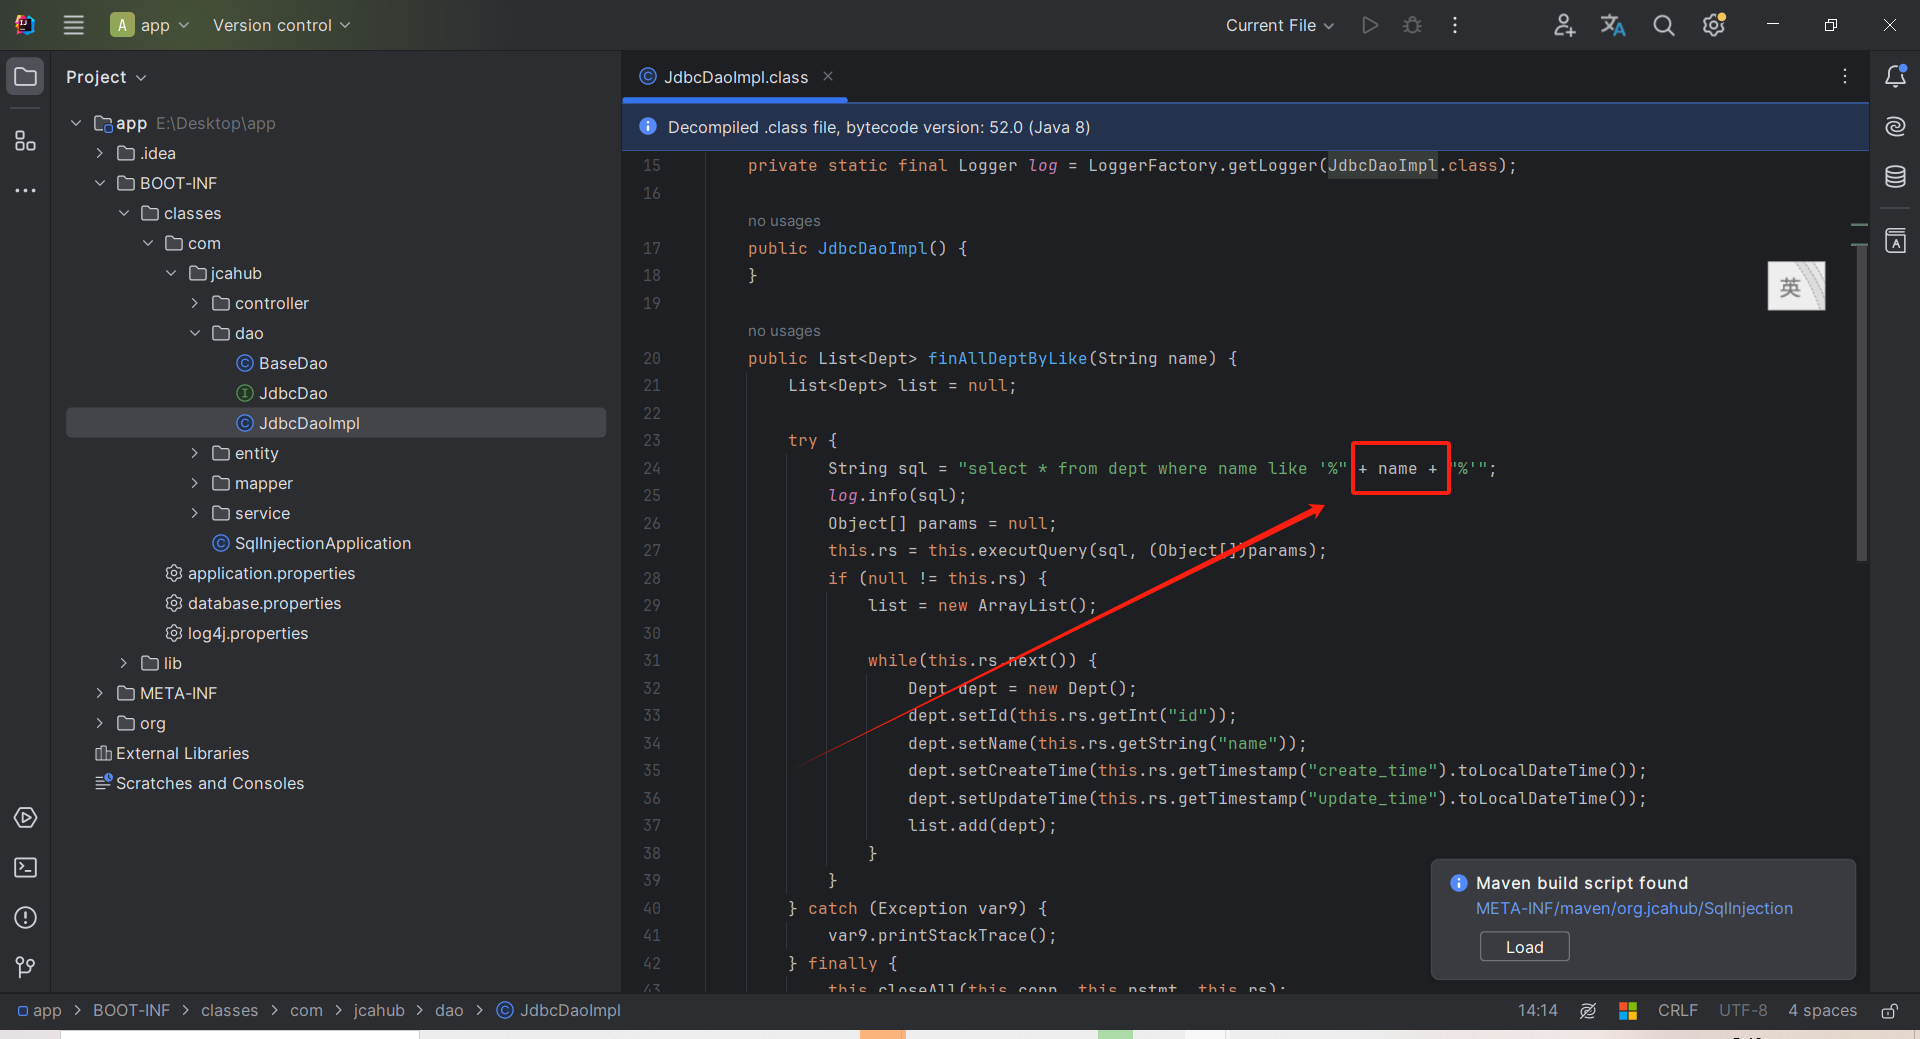 A app Version control Current File
Project
JdbcDaoImpl.class
app E:\Desktop\app
Decompiled .class file, bytecode version: 52.0 (Java 8)
.idea
BOOT-INF
classes
com
jcahub
controller
dao
BaseDao
JdbcDao
JdbcDaoImpl
entity
mapper
service
SqlInjectionApplication
application.properties
database.properties
log4j.properties
lib
META-INF
org
External Libraries
Scratches and Consoles
15 private static final Logger log = LoggerFactory.getLogger(JdbcDaoImpl.class);
16
no usages
17 public JdbcDaoImpl() {
18 }
19
英
no usages
20 public List<Dept> finAllDeptByLike(String name) {
21 List<Dept> list = null;
22
23 try {
24 String sql = "select * from dept where name like '%" + name + "%'";
25 log.info(sql);
26 Object[] params = null;
27 this.rs = this.executQuery(sql, (Object[])params);
28 if (null != this.rs) {
29 list = new ArrayList();
30
31 while(this.rs.next()) {
32 Dept dept = new Dept();
33 dept.setId(this.rs.getInt("id"));
34 dept.setName(this.rs.getString("name"));
35 dept.setCreateTime(this.rs.getTimestamp("create_time").toLocalDateTime());
36 dept.setUpdateTime(this.rs.getTimestamp("update_time").toLocalDateTime());
37 list.add(dept);
38 }
39 }
40 } catch (Exception var9) {
41 var9.printStackTrace();
42 } finally {
43 this.closeAll(this.conn, this.pstmt, this.rs);
Maven build script found
META-INF/maven/org.jcahub/SqlInjection
Load
app > BOOT-INF > classes > com > jcahub > dao > JdbcDaoImpl
14:14 CRLF UTF-8 4 spaces